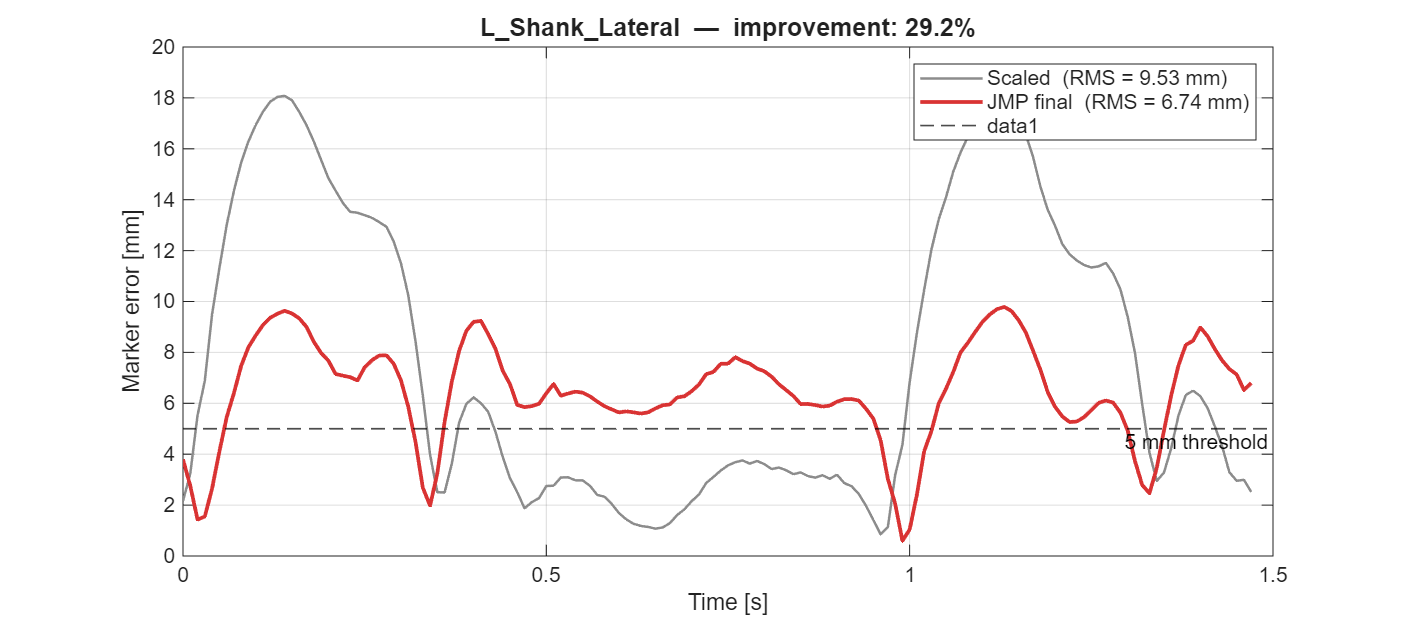 L_Shank_Lateral — improvement: 29.2%
20
18
16
14
12
10
8
6
4
2
0
Marker error [mm]
Scaled (RMS = 9.53 mm)
JMP final (RMS = 6.74 mm)
data1
5 mm threshold
0
0.5
1
1.5
Time [s]